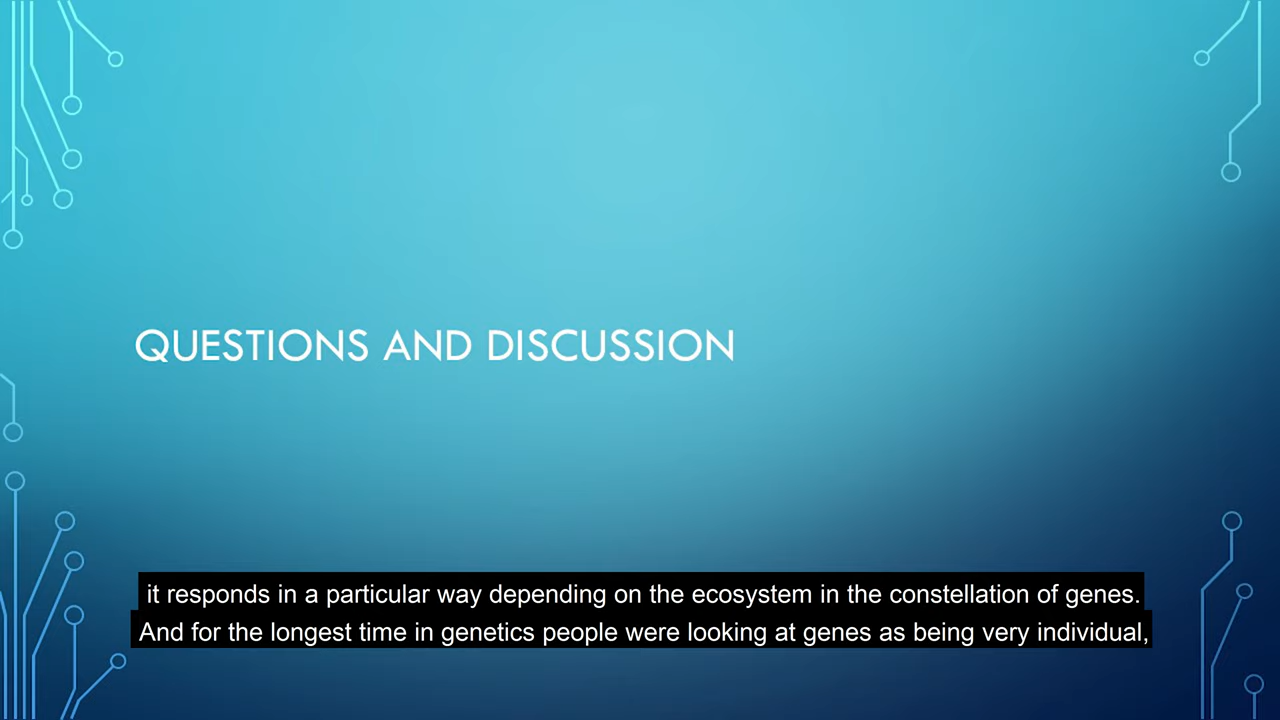 QUESTIONS AND DISCUSSION
it responds in a particular way depending on the ecosystem in the constellation of genes.
And for the longest time in genetics people were looking at genes as being very individual,